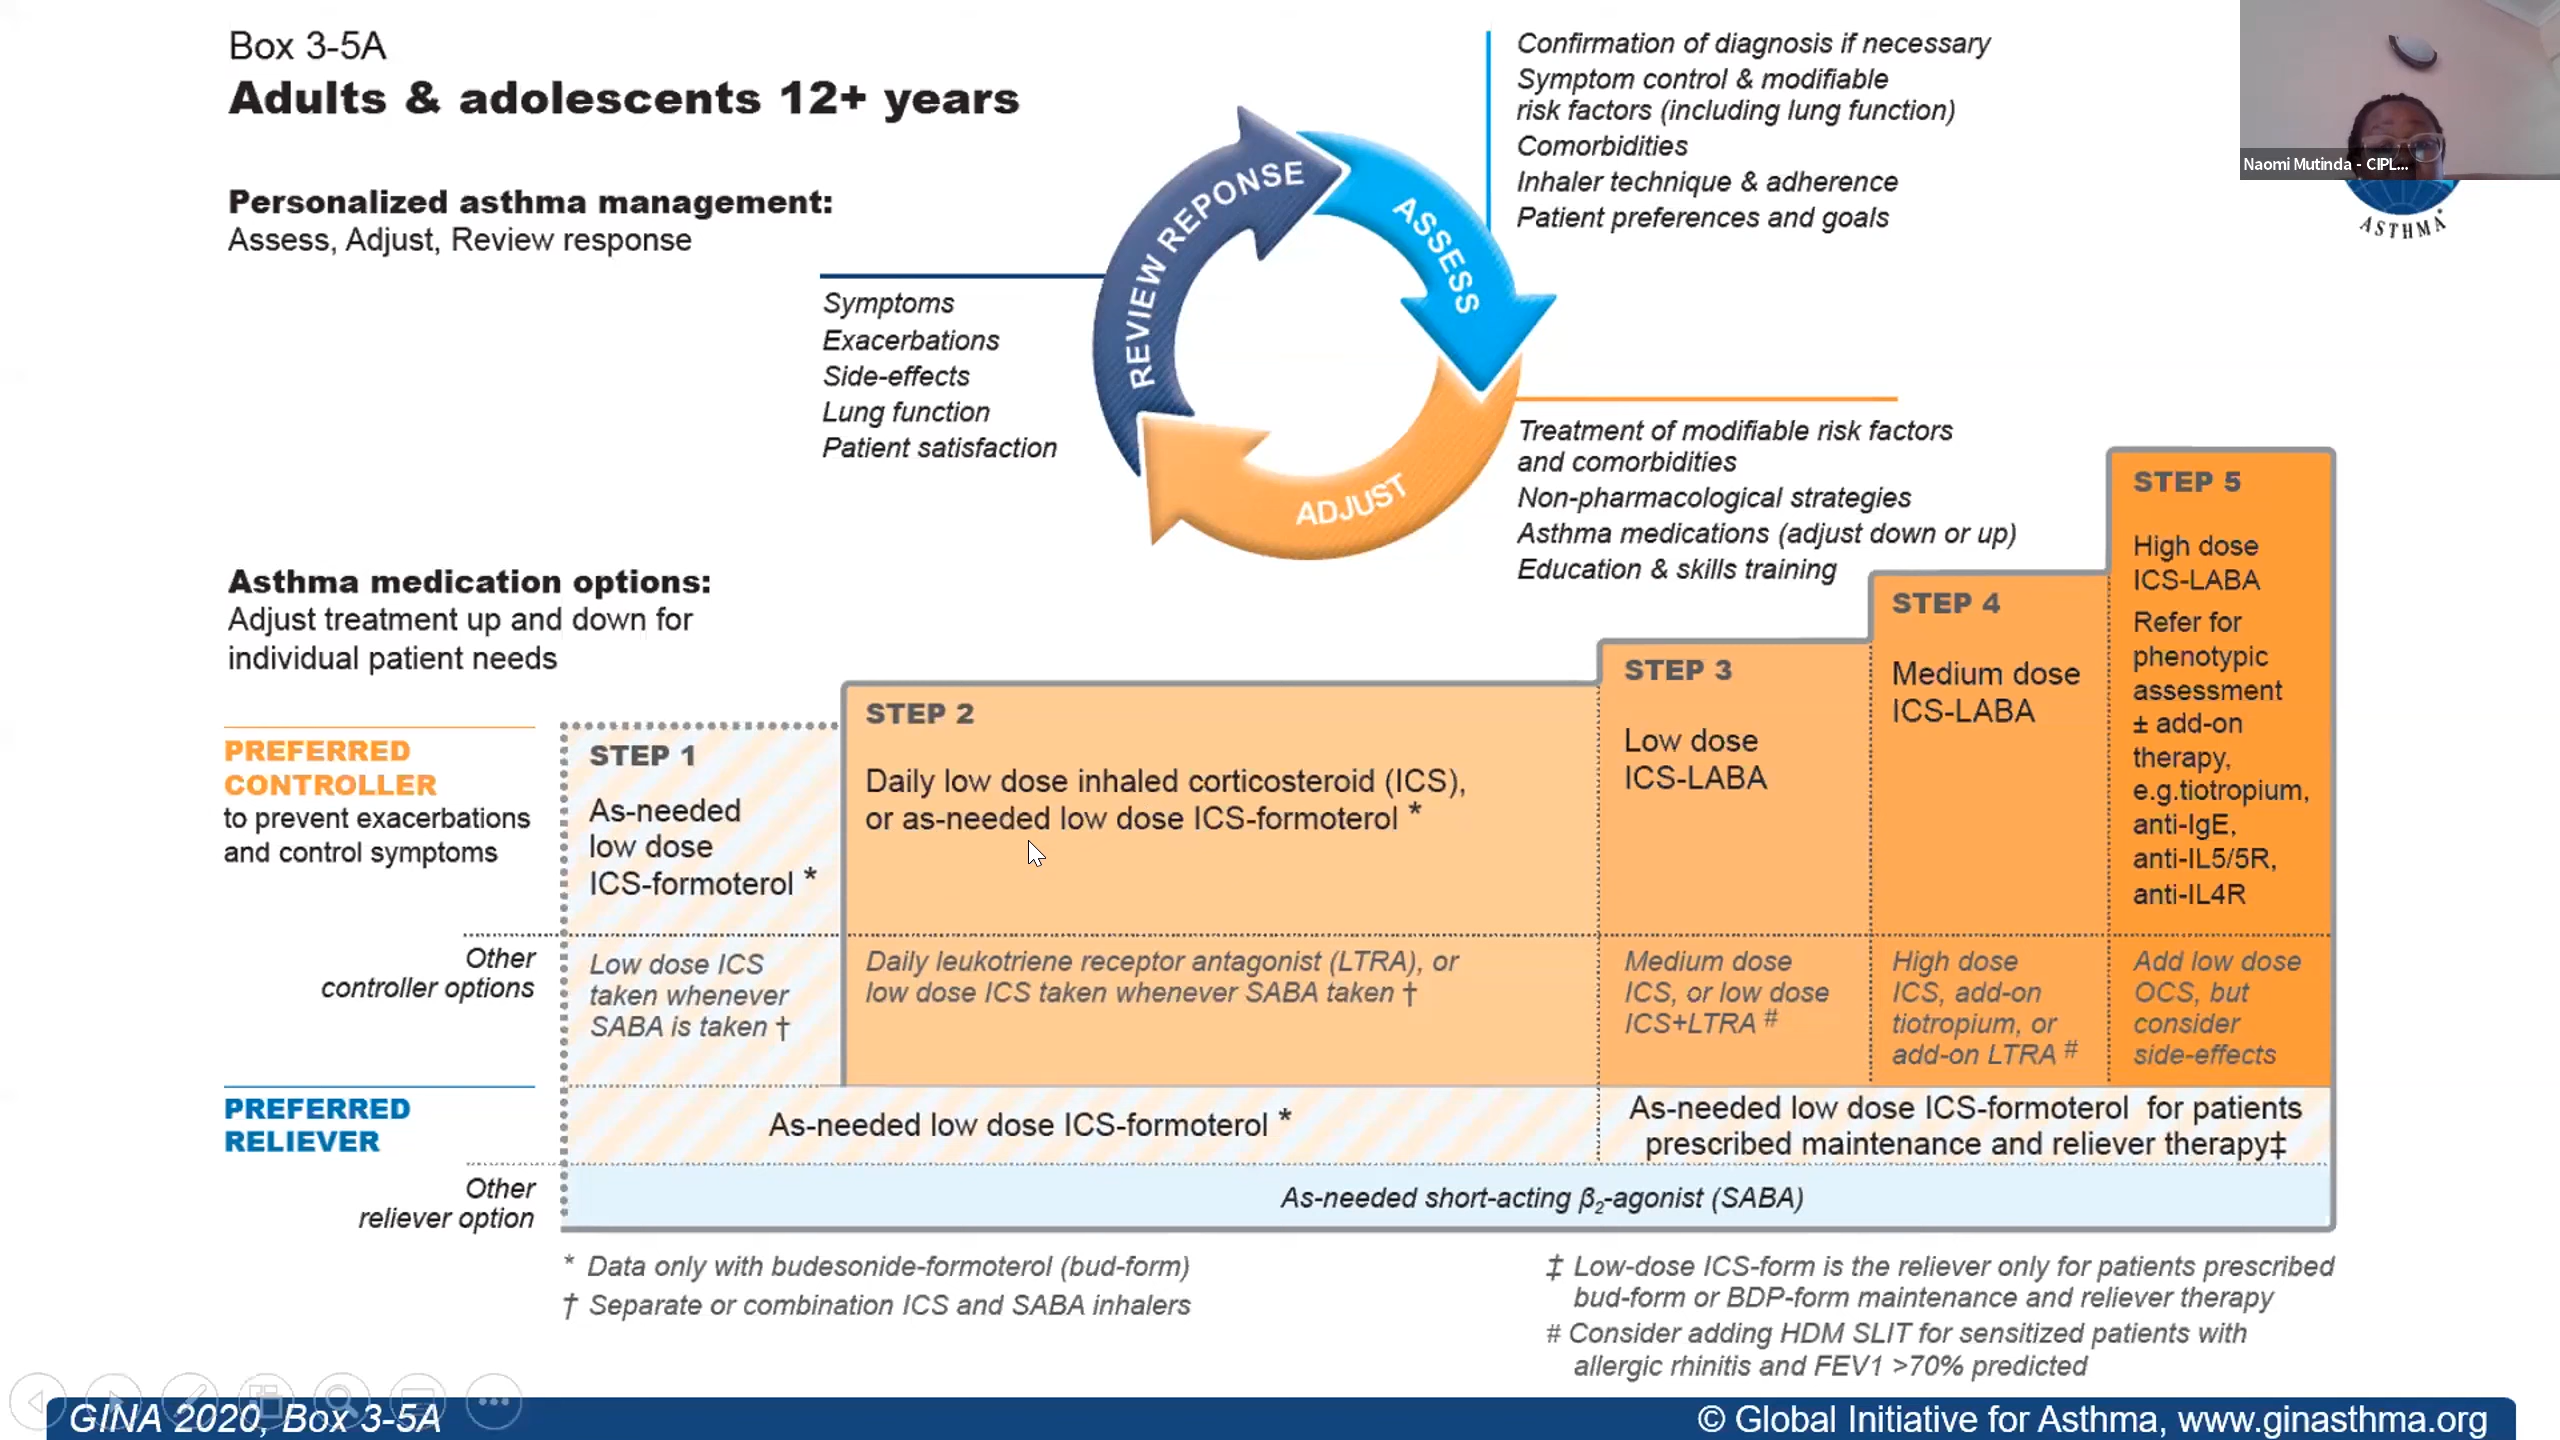 Box 3-5A
Adults & adolescents 12+ years
Personalized asthma management:
Assess, Adjust, Review response
Confirmation of diagnosis if necessary
Symptom control & modifiable
risk factors (including lung function)
Comorbidities
Inhaler technique & adherence
Patient preferences and goals
Naomi Mutinda - CIPL...
ASTHMA
REVIEW REPONSE
ASSESS
ADJUST
Symptoms
Exacerbations
Side-effects
Lung function
Patient satisfaction
Treatment of modifiable risk factors
and comorbidities
Non-pharmacological strategies
Asthma medications (adjust down or up)
Education & skills training
Asthma medication options:
Adjust treatment up and down for
individual patient needs
PREFERRED
CONTROLLER
to prevent exacerbations
and control symptoms
STEP 1
As-needed
low dose
ICS-formoterol *
STEP 2
Daily low dose inhaled corticosteroid (ICS),
or as-needed low dose ICS-formoterol *
STEP 3
Low dose
ICS-LABA
STEP 4
Medium dose
ICS-LABA
STEP 5
High dose
ICS-LABA
Refer for
phenotypic
assessment
± add-on
therapy,
e.g.tiotropium,
anti-IgE,
anti-IL5/5R,
anti-IL4R
Other
controller options
Low dose ICS
taken whenever
SABA is taken †
Daily leukotriene receptor antagonist (LTRA), or
low dose ICS taken whenever SABA taken †
Medium dose
ICS, or low dose
ICS+LTRA #
High dose
ICS, add-on
tiotropium, or
add-on LTRA #
Add low dose
OCS, but
consider
side-effects
PREFERRED
RELIEVER
As-needed low dose ICS-formoterol *
As-needed low dose ICS-formoterol for patients
prescribed maintenance and reliever therapy‡
Other
reliever option
As-needed short-acting β₂-agonist (SABA)
* Data only with budesonide-formoterol (bud-form)
† Separate or combination ICS and SABA inhalers
‡ Low-dose ICS-form is the reliever only for patients prescribed
bud-form or BDP-form maintenance and reliever therapy
# Consider adding HDM SLIT for sensitized patients with
allergic rhinitis and FEV1 >70% predicted
GINA 2020, Box 3-5A
© Global Initiative for Asthma, www.ginasthma.org